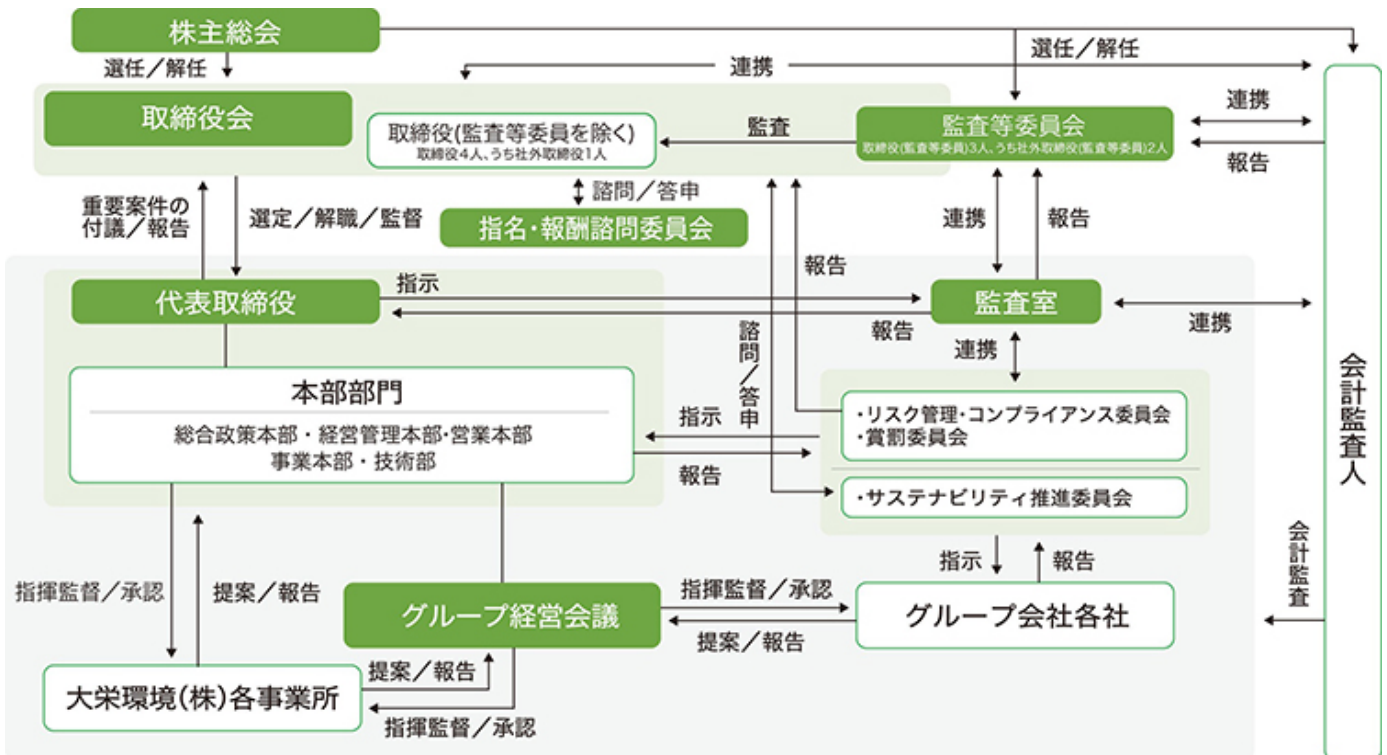 株主総会
選任／解任
選任／解任
連携
取締役会
取締役(監査等委員を除く)
取締役4人、うち社外取締役1人
監査
監査等委員会
取締役(監査等委員)3人、うち社外取締役(監査等委員)2人
連携
報告
重要案件の
付議／報告
選定／解職／監督
諮問／答申
指名・報酬諮問委員会
連携
報告
報告
代表取締役
指示
報告
監査室
連携
連携
諮問／答申
本部部門
総合政策本部・経営管理本部・営業本部
事業本部・技術部
指示
報告
・リスク管理・コンプライアンス委員会
・賞罰委員会
・サステナビリティ推進委員会
会計監査人
会計監査
指示
報告
指揮監督／承認
提案／報告
グループ経営会議
指揮監督／承認
提案／報告
グループ会社各社
大栄環境(株)各事業所
提案／報告
指揮監督／承認